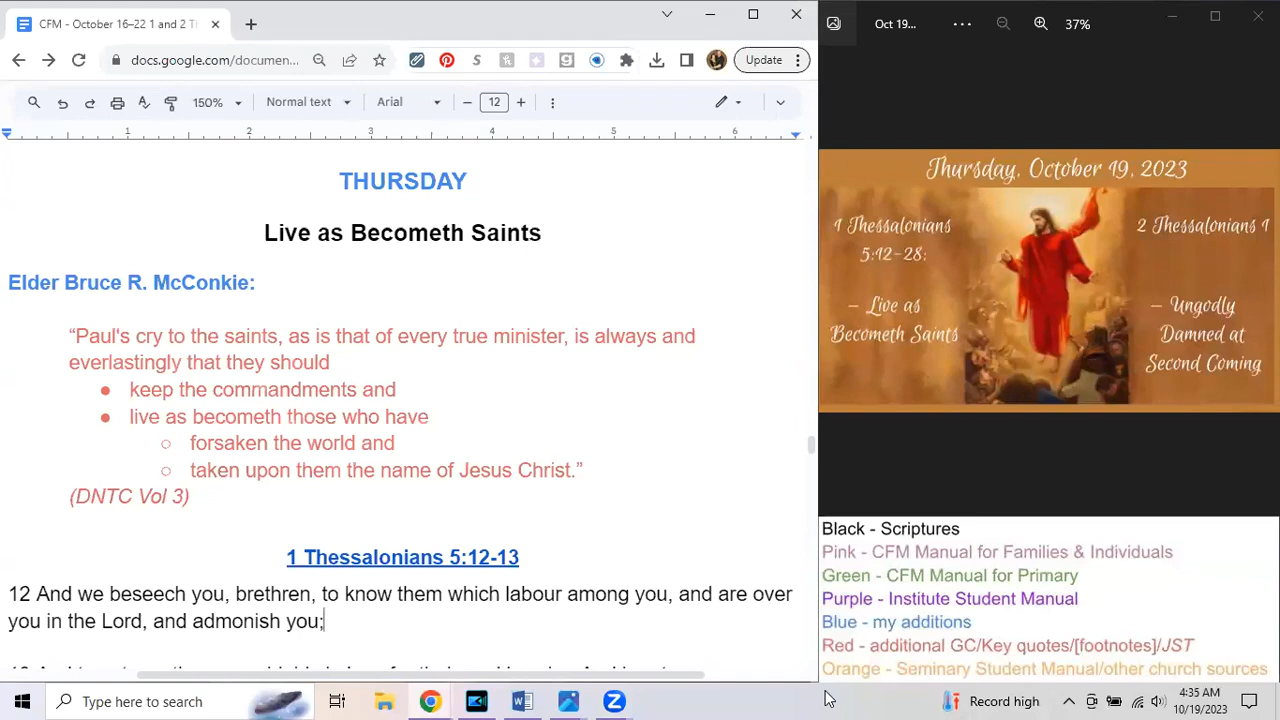 CFM - October 16–22 1 and 2 Th
docs.google.com/documen...
Update
150%
Normal text
Arial
12
1 2 3 4 5 6
THURSDAY
Live as Becometh Saints
Elder Bruce R. McConkie:
“Paul's cry to the saints, as is that of every true minister, is always and
everlastingly that they should
● keep the commandments and
● live as becometh those who have
○ forsaken the world and
○ taken upon them the name of Jesus Christ.”
(DNTC Vol 3)
1 Thessalonians 5:12-13
12 And we beseech you, brethren, to know them which labour among you, and are over
you in the Lord, and admonish you;
Oct 19...
37%
Thursday, October 19, 2023
1 Thessalonians
5:12-28:
– Live as
Becometh Saints
2 Thessalonians 1
– Ungodly
Damned at
Second Coming
Black - Scriptures
Pink - CFM Manual for Families & Individuals
Green - CFM Manual for Primary
Purple - Institute Student Manual
Blue - my additions
Red - additional GC/Key quotes/[footnotes]/JST
Orange - Seminary Student Manual/other church sources
Type here to search
Record high
4:35 AM
10/19/2023